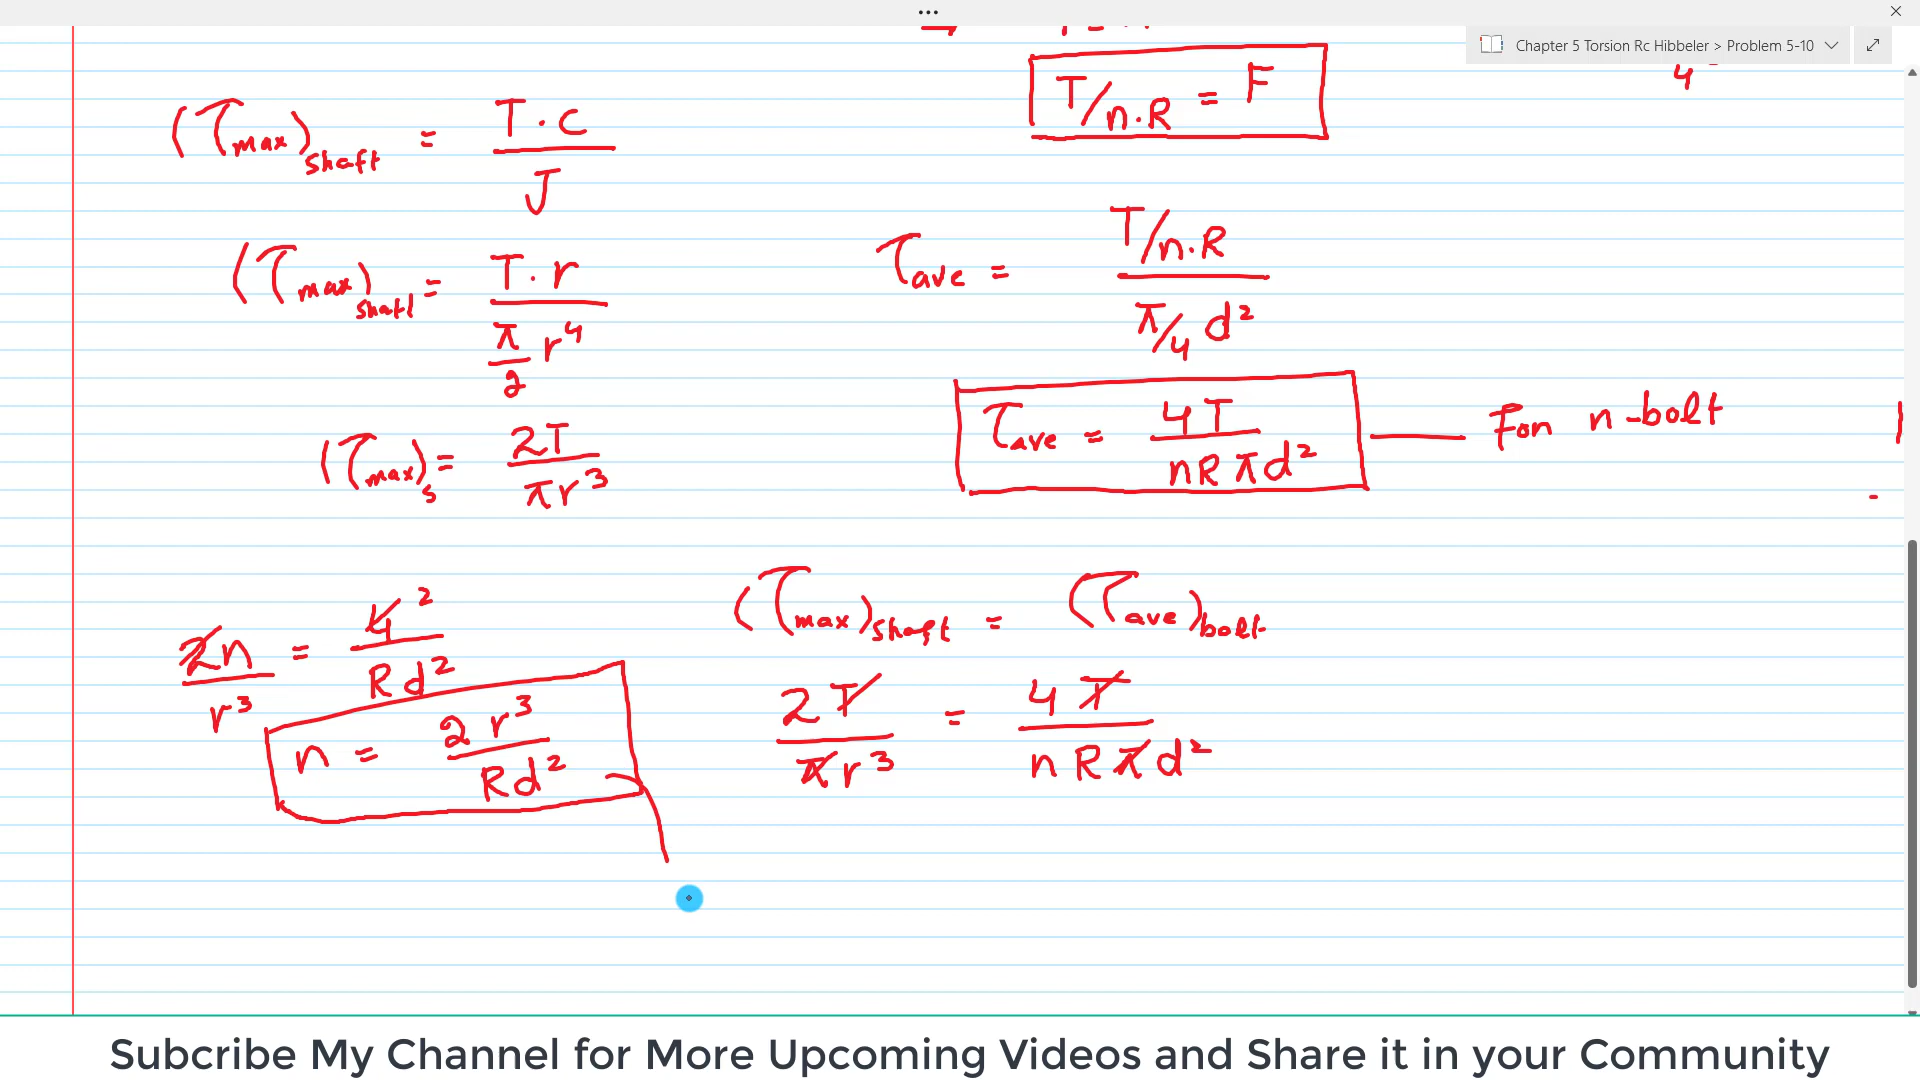 Chapter 5 Torsion Rc Hibbeler > Problem 5-10
T/n.R = F
4
(τmax)shaft = T.c / J
(τmax)shaft = T.r / (π/2 r⁴)
τave = (T/n.R) / (π/4 d²)
(τmax)s = 2T / πr³
τave = 4T / nRπd² — For n-bolt
(τmax)shaft = (τave)bolt
2n / r³ = 4 2 / Rd²
2T / πr³ = 4T / nRπd²
n = 2r³ / Rd²
Subcribe My Channel for More Upcoming Videos and Share it in your Community